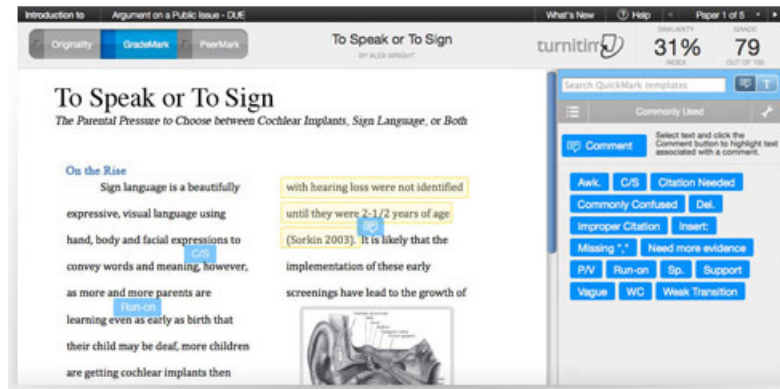 Introduction to Argument on a Public Issue - DUE What's New Help Paper 1 of 5
Originality GradeMark PeerMark
To Speak or To Sign
BY ALEX WRIGHT
turnitin
SIMILARITY
31%
INDEX
GRADE
79
OUT OF 100
To Speak or To Sign
The Parental Pressure to Choose between Cochlear Implants, Sign Language, or Both
On the Rise
Sign language is a beautifully
expressive, visual language using
hand, body and facial expressions to
C/S
convey words and meaning, however,
as more and more parents are
Run-on
learning even as early as birth that
their child may be deaf, more children
are getting cochlear implants then
with hearing loss were not identified
until they were 2-1/2 years of age
(Sorkin 2003). It is likely that the
implementation of these early
screenings have lead to the growth of
Search QuickMark templates T
Commonly Used
Comment
Select text and click the
Comment button to highlight text
associated with a comment.
Awk. C/S Citation Needed
Commonly Confused Del.
Improper Citation Insert:
Missing "," Need more evidence
P/V Run-on Sp. Support
Vague WC Weak Transition